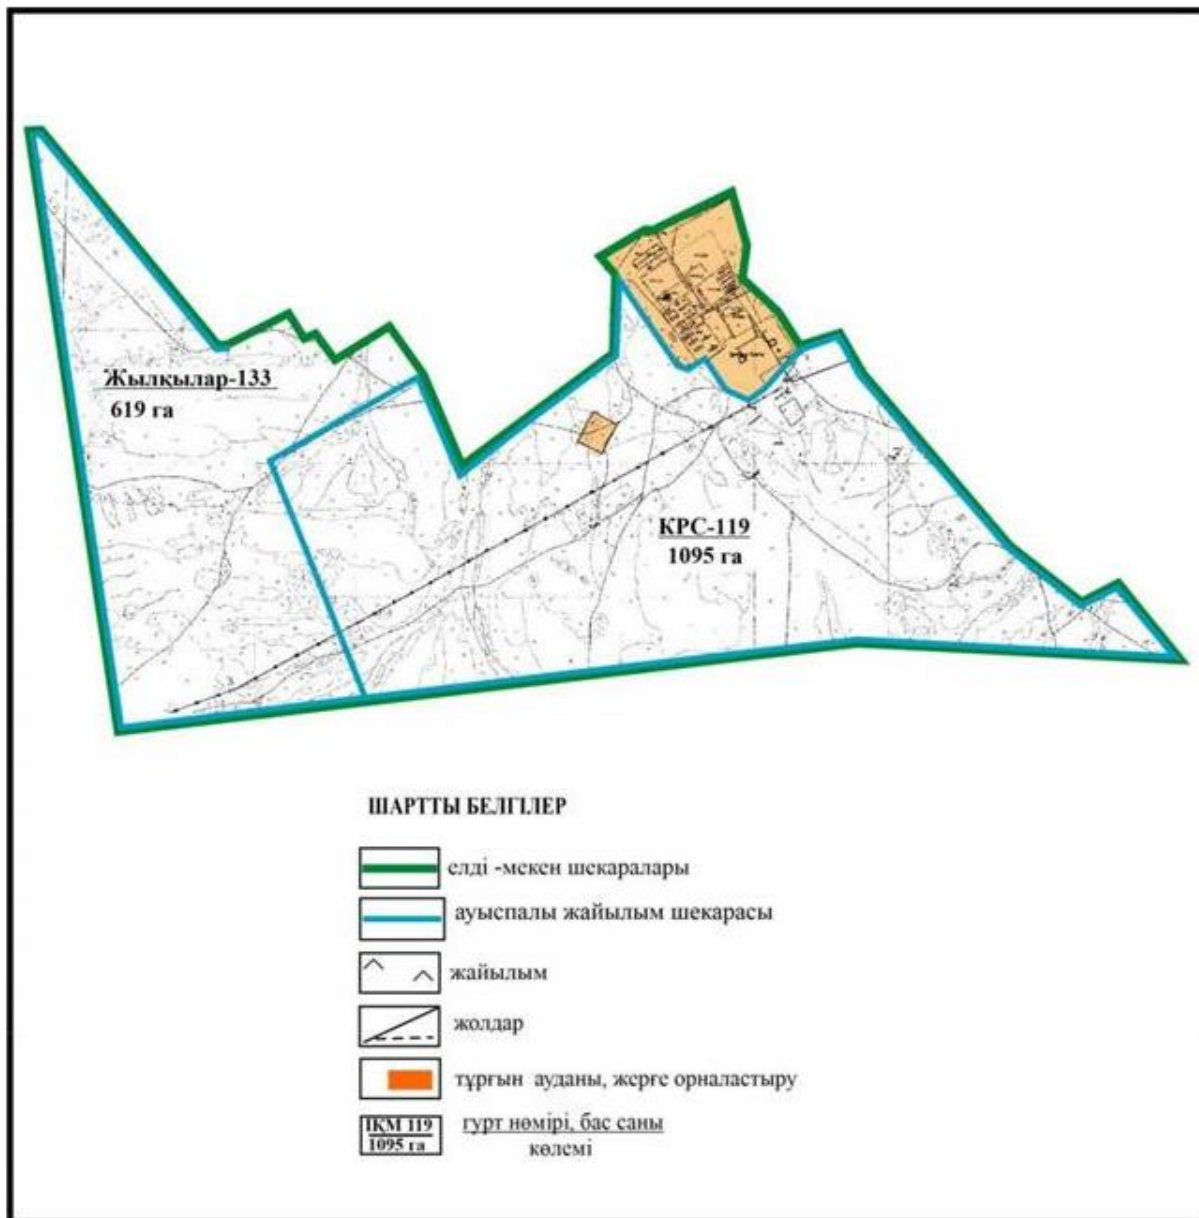 Жылқылар-133
619 га
КРС-119
1095 га
ШАРТТЫ БЕЛГІЛЕР
елді -мекен шекаралары
ауыспалы жайылым шекарасы
жайылым
жолдар
тұрғын ауданы, жерге орналастыру
ІҚМ 119
1095 га
гурт нөмірі, бас саны
көлемі